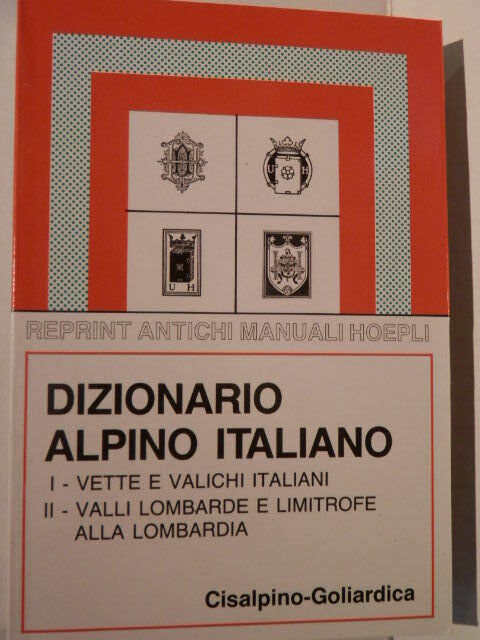 U H
U H
REPRINT ANTICHI MANUALI HOEPLI
DIZIONARIO
ALPINO ITALIANO
I - VETTE E VALICHI ITALIANI
II - VALLI LOMBARDE E LIMITROFE
ALLA LOMBARDIA
Cisalpino-Goliardica